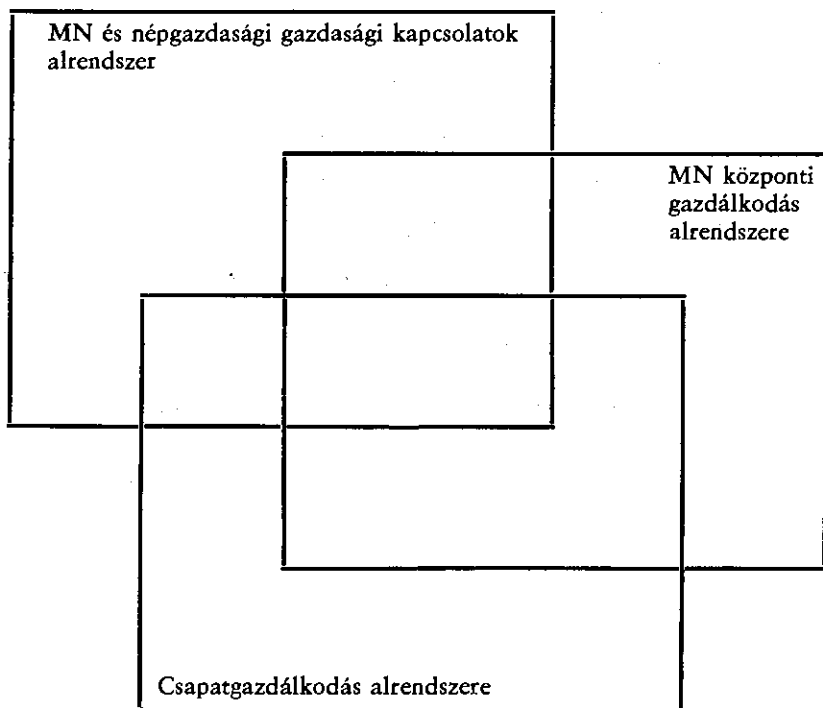 MN és népgazdasági gazdasági kapcsolatok
alrendszer
MN központi
gazdálkodás
alrendszere
Csapatgazdálkodás alrendszere